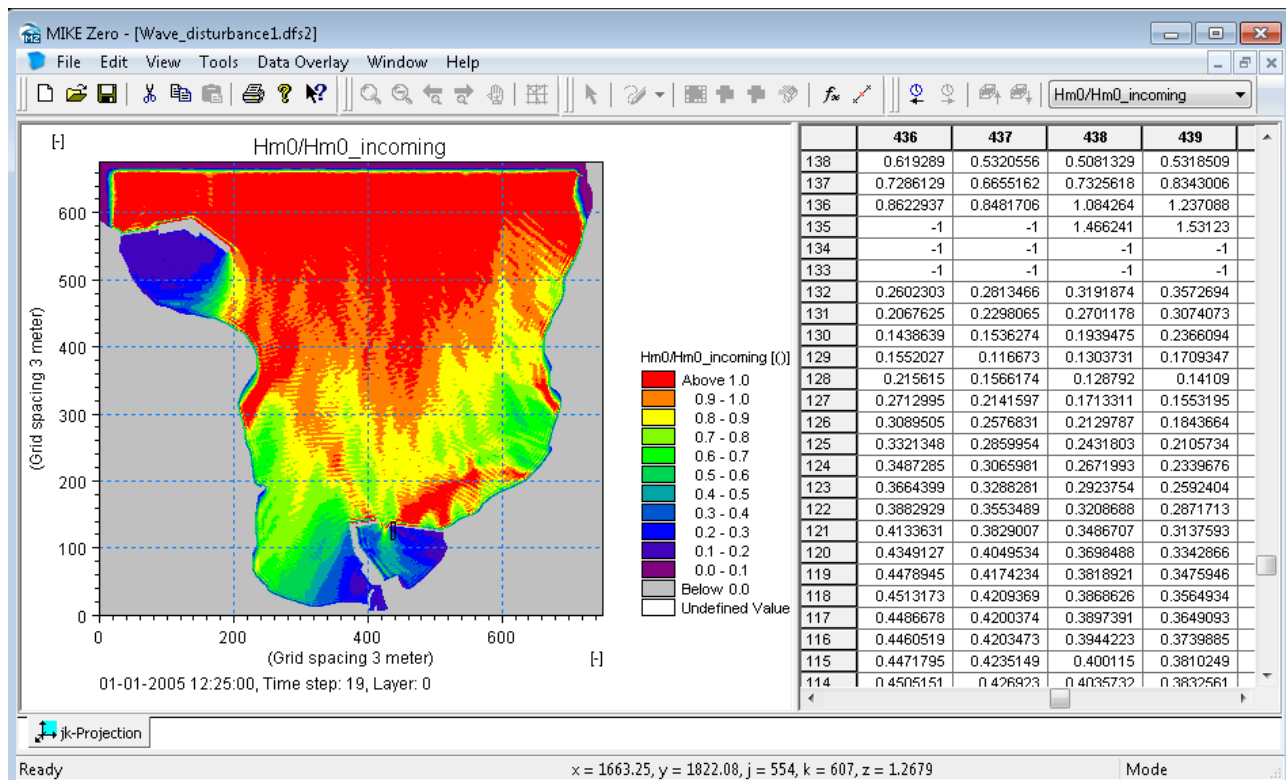 MIKE Zero - [Wave_disturbance1.dfs2]
File Edit View Tools Data Overlay Window Help
Hm0/Hm0_incoming
[-]
Hm0/Hm0_incoming
600
500
400
300
200
100
0
(Grid spacing 3 meter)
0 200 400 600
(Grid spacing 3 meter) [-]
01-01-2005 12:25:00, Time step: 19, Layer: 0
Hm0/Hm0_incoming [()]
Above 1.0
0.9 - 1.0
0.8 - 0.9
0.7 - 0.8
0.6 - 0.7
0.5 - 0.6
0.4 - 0.5
0.3 - 0.4
0.2 - 0.3
0.1 - 0.2
0.0 - 0.1
Below 0.0
Undefined Value
436 437 438 439
138 0.619289 0.5320556 0.5081329 0.5318509
137 0.7286129 0.6655162 0.7325618 0.8343006
136 0.8622937 0.8481706 1.084264 1.237088
135 -1 -1 1.466241 1.53123
134 -1 -1 -1 -1
133 -1 -1 -1 -1
132 0.2602303 0.2813466 0.3191874 0.3572694
131 0.2067625 0.2298065 0.2701178 0.3074073
130 0.1438639 0.1536274 0.1939475 0.2366094
129 0.1552027 0.116673 0.1303731 0.1709347
128 0.215615 0.1566174 0.128792 0.14109
127 0.2712995 0.2141597 0.1713311 0.1553195
126 0.3089505 0.2576831 0.2129787 0.1843664
125 0.3321348 0.2859954 0.2431803 0.2105734
124 0.3487285 0.3065981 0.2671993 0.2339676
123 0.3664399 0.3288281 0.2923754 0.2592404
122 0.3882929 0.3553489 0.3208688 0.2871713
121 0.4133631 0.3829007 0.3486707 0.3137593
120 0.4349127 0.4049534 0.3698488 0.3342866
119 0.4478945 0.4174234 0.3818921 0.3475946
118 0.4513173 0.4209369 0.3868626 0.3564934
117 0.4486678 0.4200374 0.3897391 0.3649093
116 0.4460519 0.4203473 0.3944223 0.3739885
115 0.4471795 0.4235149 0.400115 0.3810249
114 0.4505151 0.426923 0.4035732 0.3832561
jk-Projection
Ready x = 1663.25, y = 1822.08, j = 554, k = 607, z = 1.2679 Mode